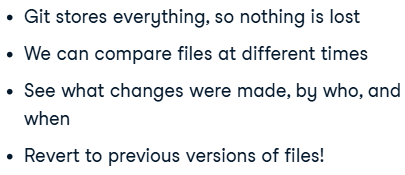 • Git stores everything, so nothing is lost
• We can compare files at different times
• See what changes were made, by who, and
when
• Revert to previous versions of files!